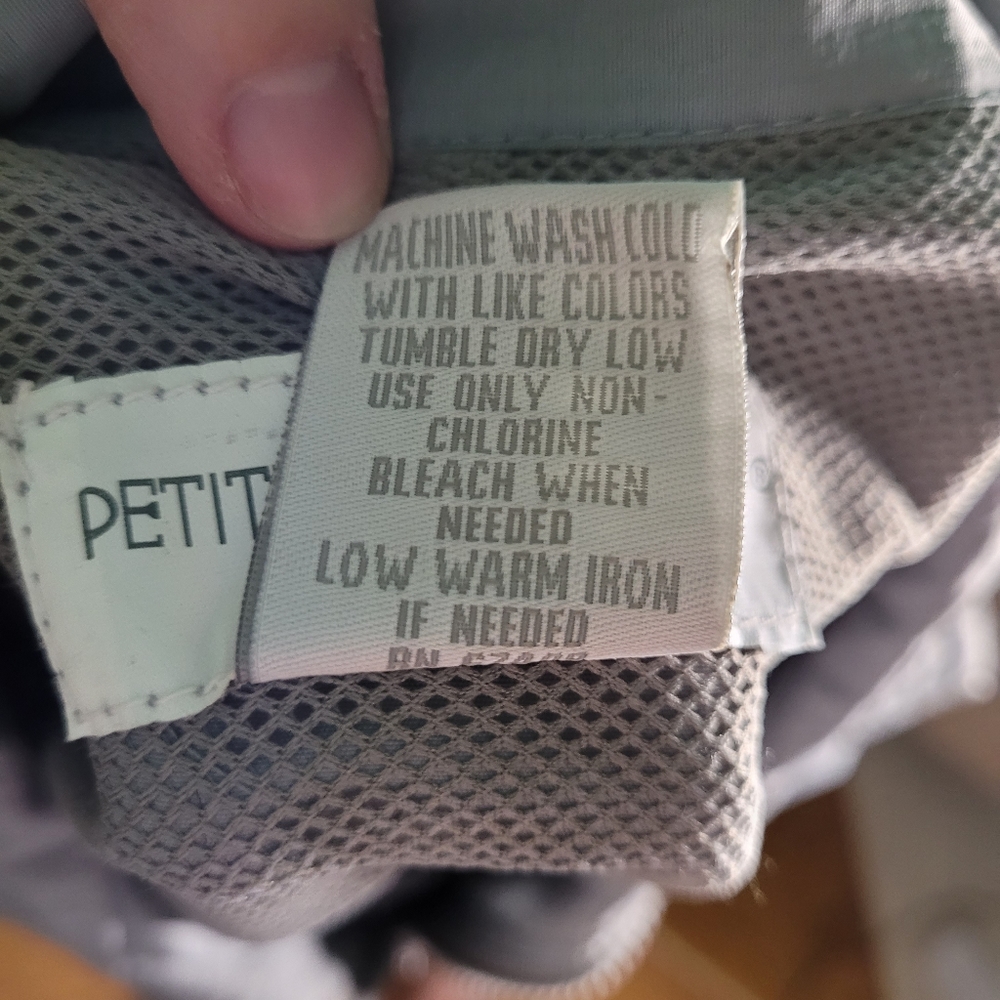 MACHINE WASH COLD
WITH LIKE COLORS
TUMBLE DRY LOW
USE ONLY NON-
CHLORINE
BLEACH WHEN
NEEDED
LOW WARM IRON
IF NEEDED
RN
PETIT